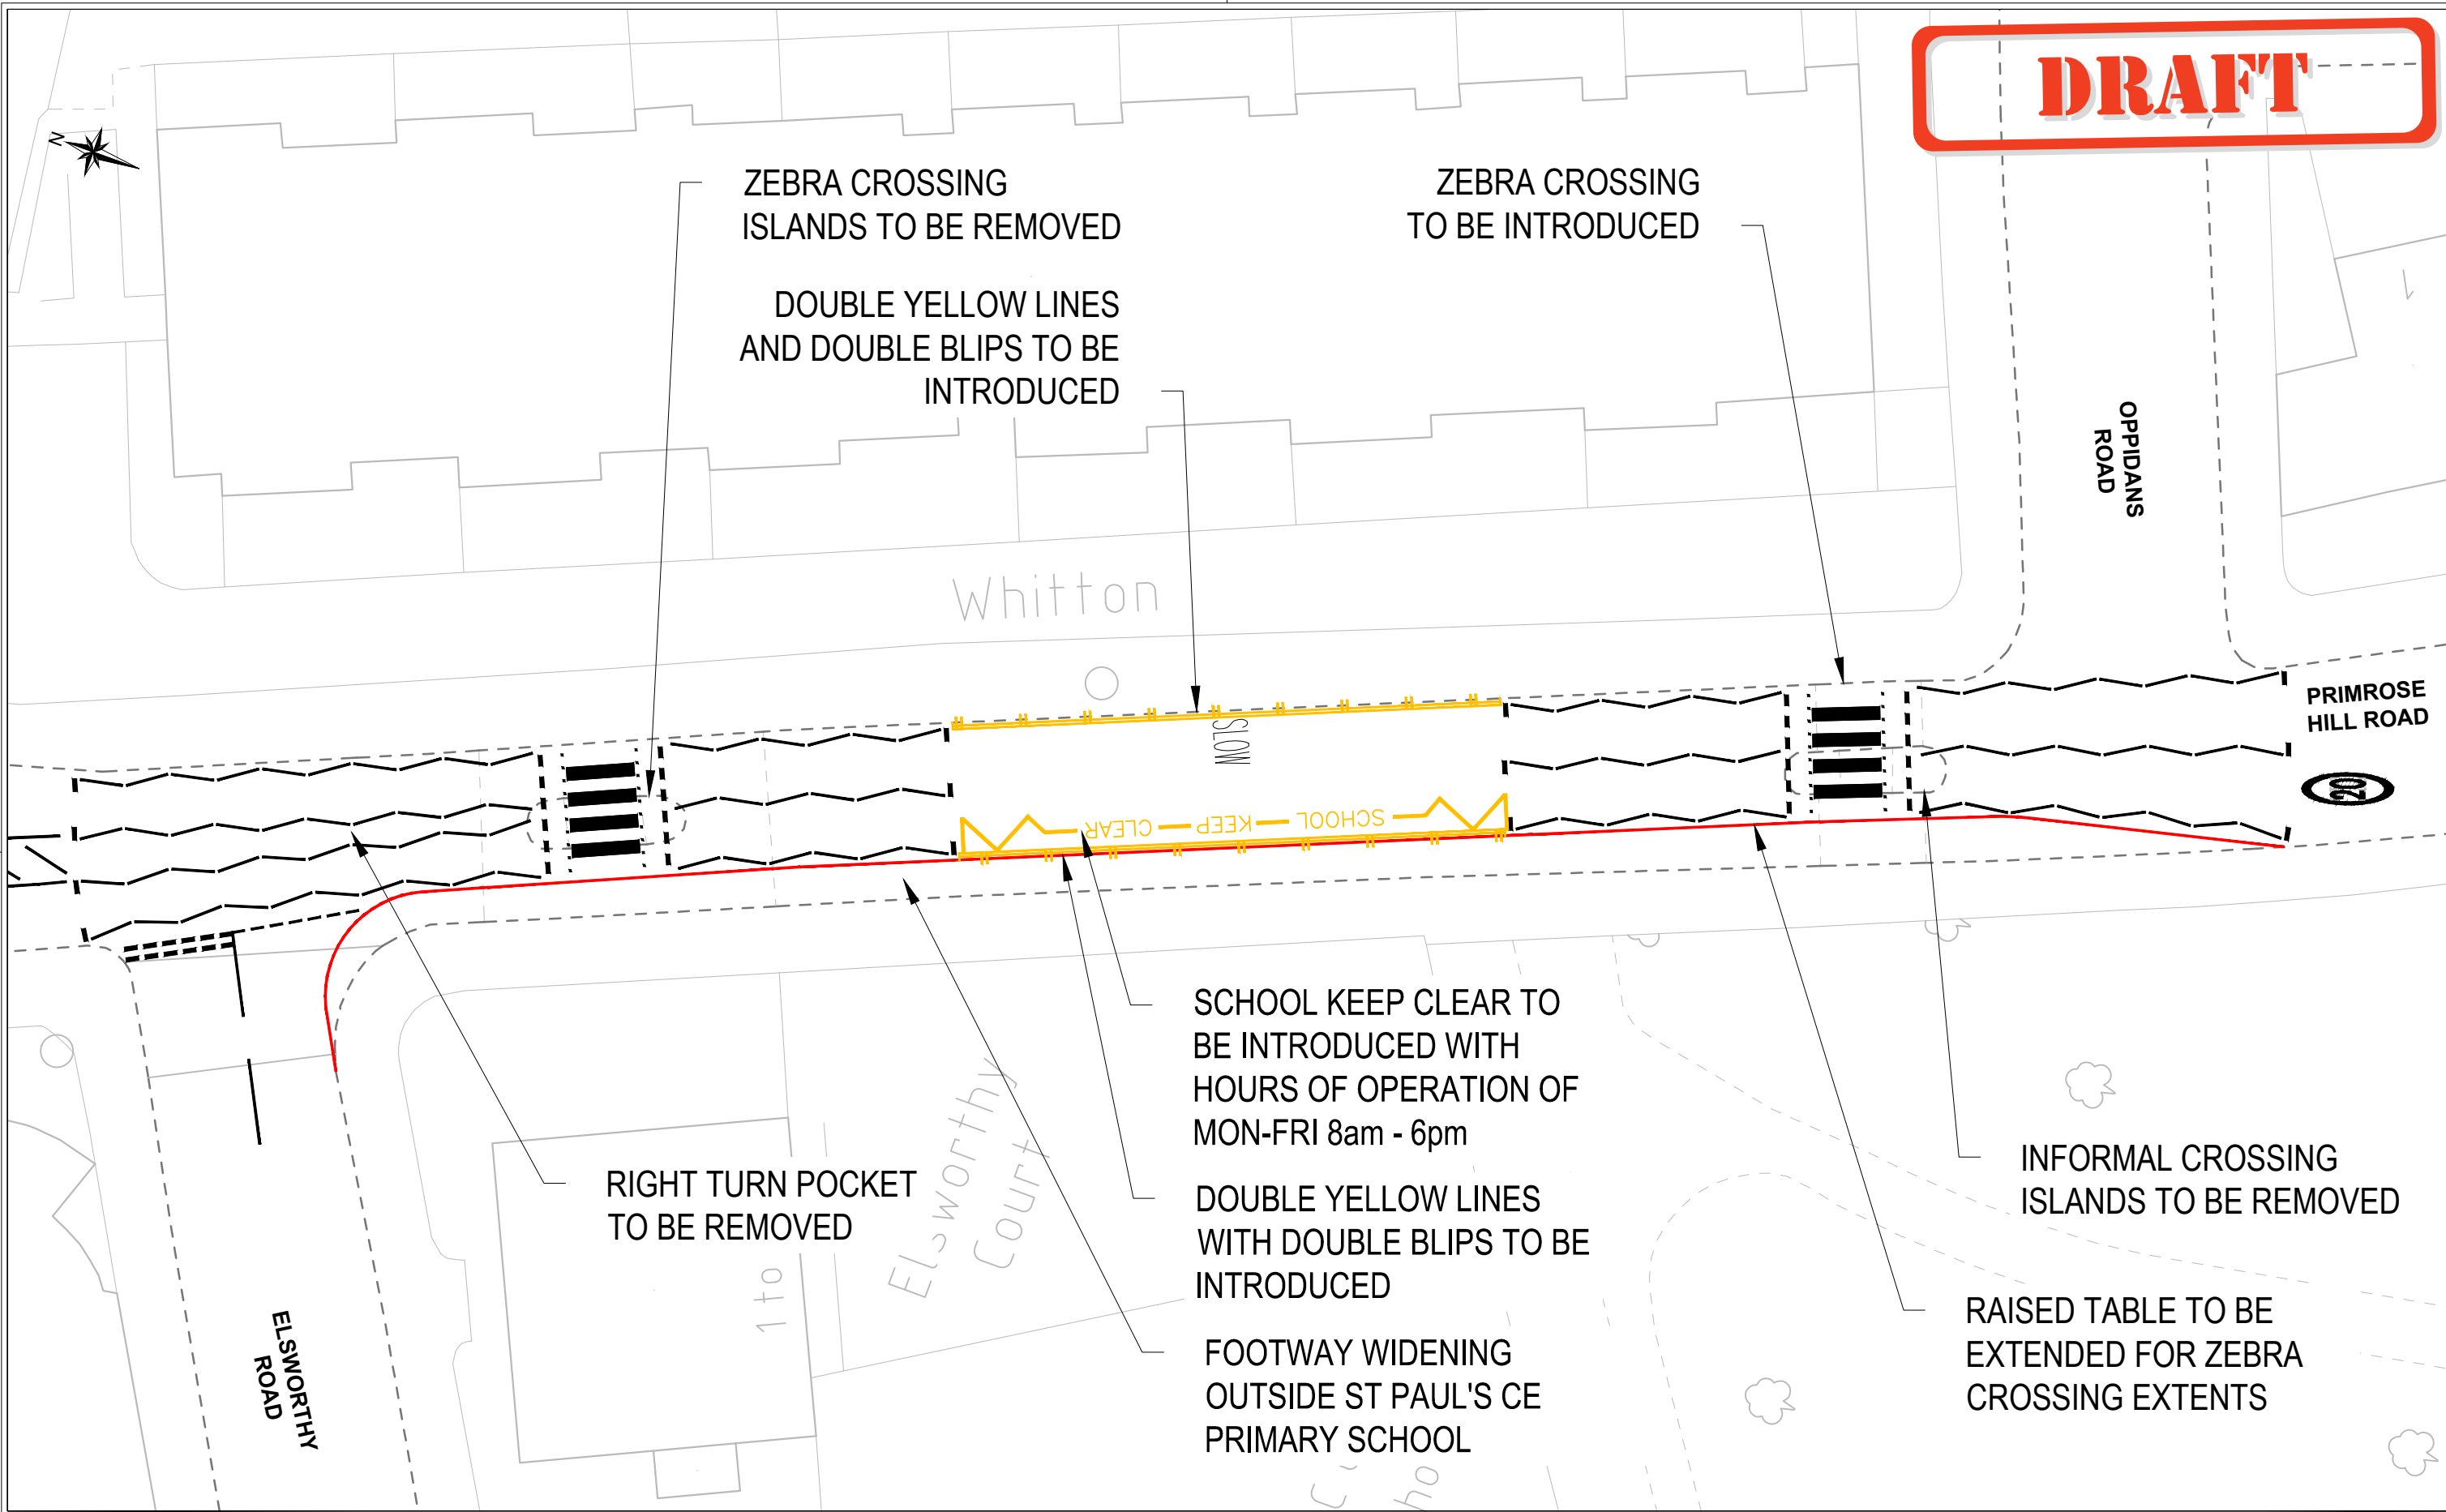 DRAFT
N
ZEBRA CROSSING
ISLANDS TO BE REMOVED
ZEBRA CROSSING
TO BE INTRODUCED
DOUBLE YELLOW LINES
AND DOUBLE BLIPS TO BE
INTRODUCED
OPPIDANS
ROAD
Whitton
PRIMROSE
HILL ROAD
SLOW
20
SCHOOL KEEP CLEAR
SCHOOL KEEP CLEAR TO
BE INTRODUCED WITH
HOURS OF OPERATION OF
MON-FRI 8am - 6pm
RIGHT TURN POCKET
TO BE REMOVED
Elsworthy
Court
1 to
DOUBLE YELLOW LINES
WITH DOUBLE BLIPS TO BE
INTRODUCED
INFORMAL CROSSING
ISLANDS TO BE REMOVED
ELSWORTHY
ROAD
FOOTWAY WIDENING
OUTSIDE ST PAUL'S CE
PRIMARY SCHOOL
RAISED TABLE TO BE
EXTENDED FOR ZEBRA
CROSSING EXTENTS